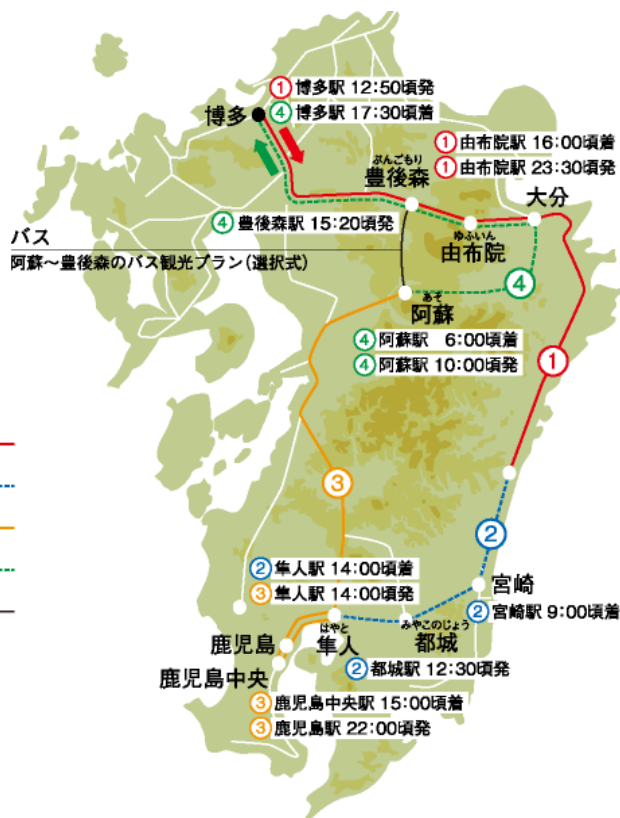 ① 博多駅 12:50頃発
博多
④ 博多駅 17:30頃着
① 由布院駅 16:00頃着
① 由布院駅 23:30頃発
ぶんごもり
豊後森
大分
④ 豊後森駅 15:20頃発
ゆふいん
由布院
バス
阿蘇〜豊後森のバス観光プラン(選択式)
④
あそ
阿蘇
④ 阿蘇駅 6:00頃着
④ 阿蘇駅 10:00頃発
①
③
②
② 隼人駅 14:00頃着
③ 隼人駅 14:00頃発
宮崎
② 宮崎駅 9:00頃着
はやと
隼人
みやこのじょう
都城
鹿児島
鹿児島中央
② 都城駅 12:30頃発
③ 鹿児島中央駅 15:00頃着
③ 鹿児島駅 22:00頃発